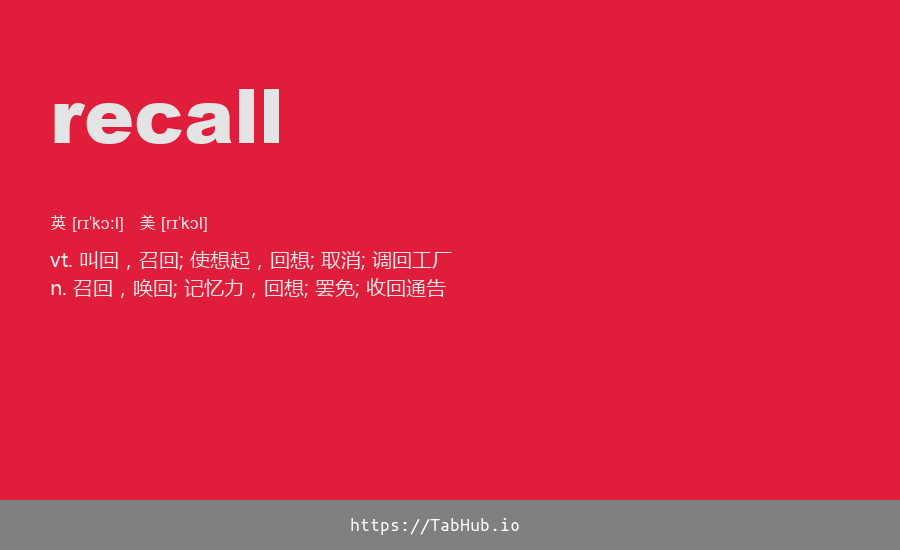 recall
英 [rɪˈkɔːl] 美 [rɪˈkɔl]
vt. 叫回，召回; 使想起，回想; 取消; 调回工厂
n. 召回，唤回; 记忆力，回想; 罢免; 收回通告
https://TabHub.io